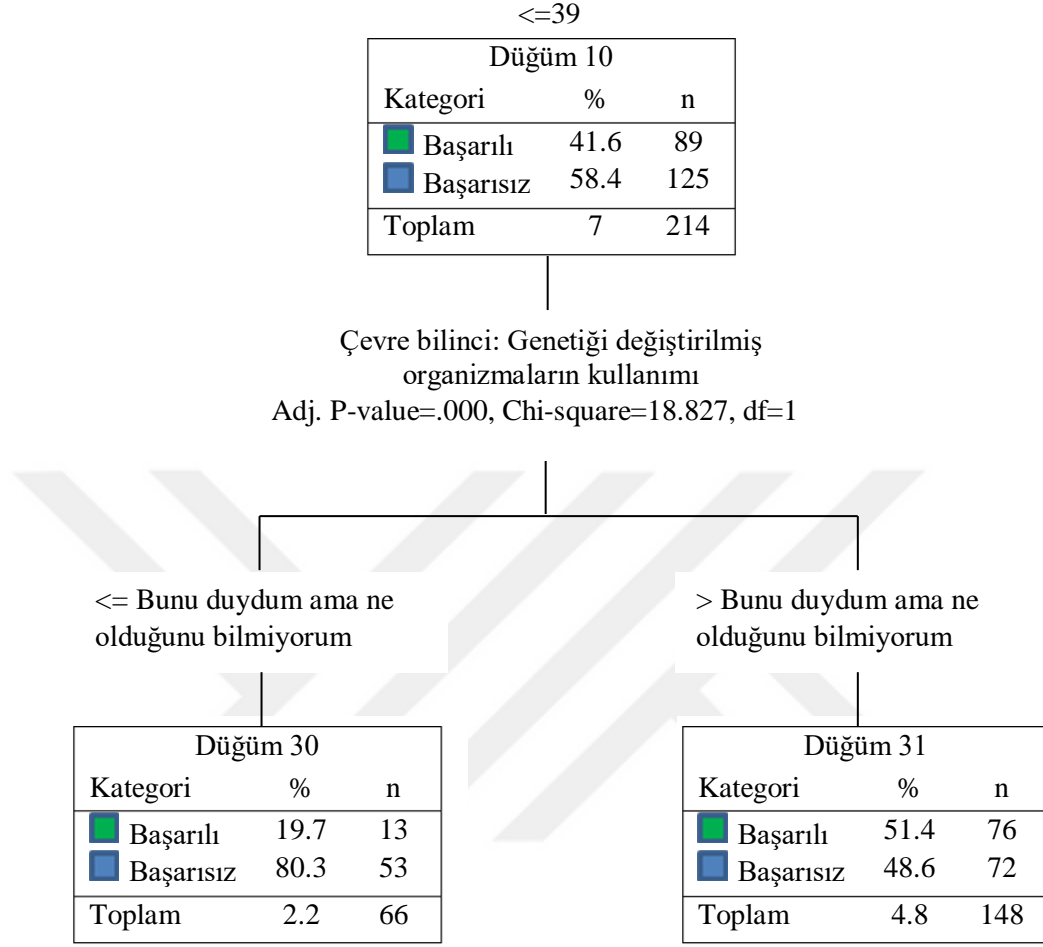 <=39
Düğüm 10
Kategori % n
Başarılı 41.6 89
Başarısız 58.4 125
Toplam 7 214
Çevre bilinci: Genetiği değiştirilmiş
organizmaların kullanımı
Adj. P-value=.000, Chi-square=18.827, df=1
<= Bunu duydum ama ne
olduğunu bilmiyorum
> Bunu duydum ama ne
olduğunu bilmiyorum
Düğüm 30
Kategori % n
Başarılı 19.7 13
Başarısız 80.3 53
Toplam 2.2 66
Düğüm 31
Kategori % n
Başarılı 51.4 76
Başarısız 48.6 72
Toplam 4.8 148